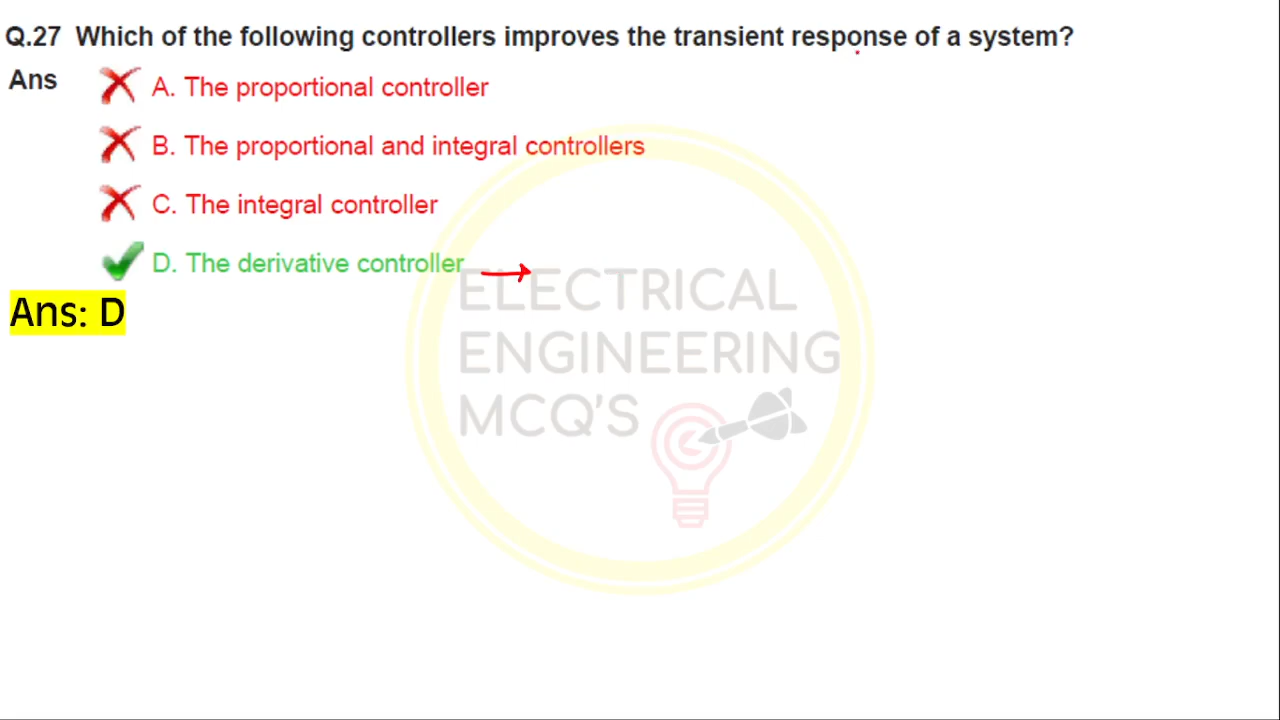 Q.27 Which of the following controllers improves the transient response of a system?
Ans
A. The proportional controller
B. The proportional and integral controllers
C. The integral controller
D. The derivative controller
Ans: D
ELECTRICAL
ENGINEERING
MCQ'S